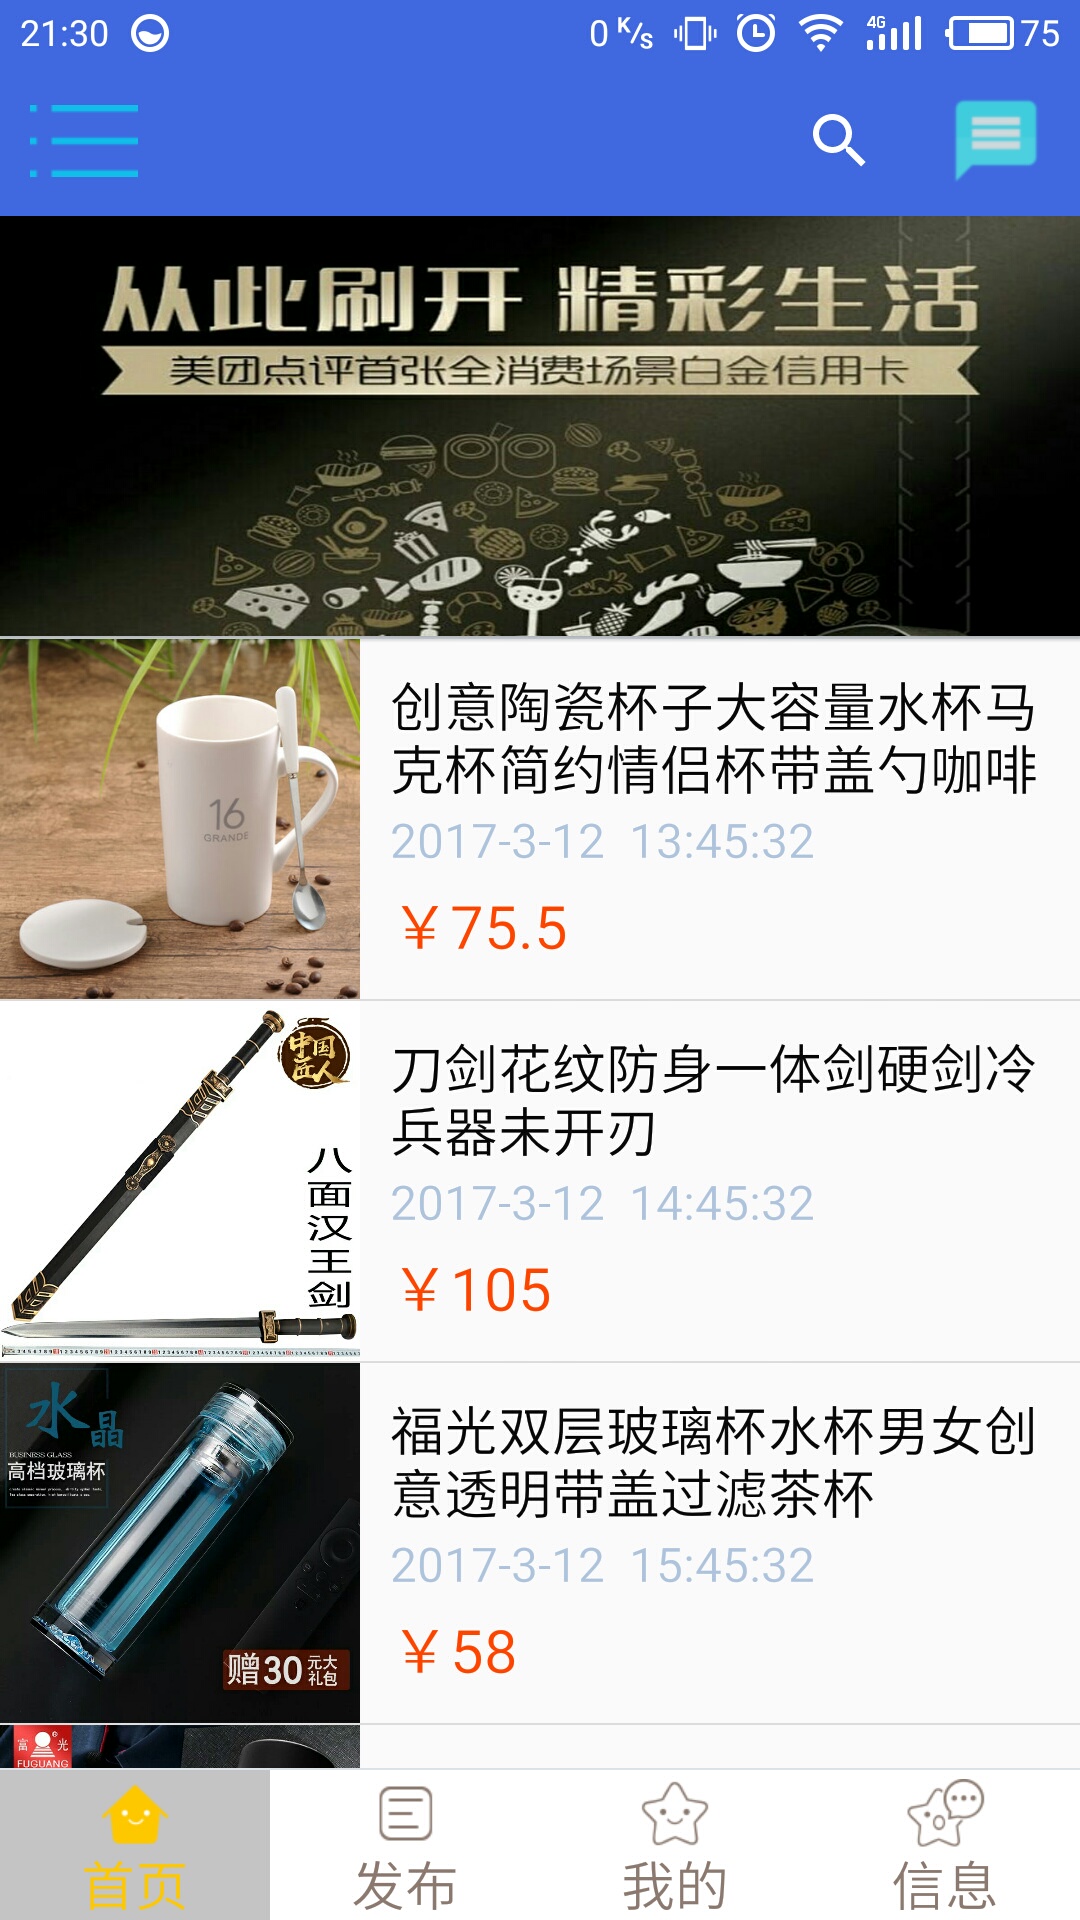 21:30
0 K/s
4G
75
从此刷开 精彩生活
美团点评首张全消费场景白金信用卡
16
GRANDE
创意陶瓷杯子大容量水杯马
克杯简约情侣杯带盖勺咖啡
2017-3-12 13:45:32
￥75.5
中国
匠人
八
面
汉
王
剑
刀剑花纹防身一体剑硬剑冷
兵器未开刃
2017-3-12 14:45:32
￥105
水晶
BUSINESS GLASS
高档玻璃杯
赠30元大礼包
福光双层玻璃杯水杯男女创
意透明带盖过滤茶杯
2017-3-12 15:45:32
￥58
富光
FUGUANG
首页
发布
我的
信息